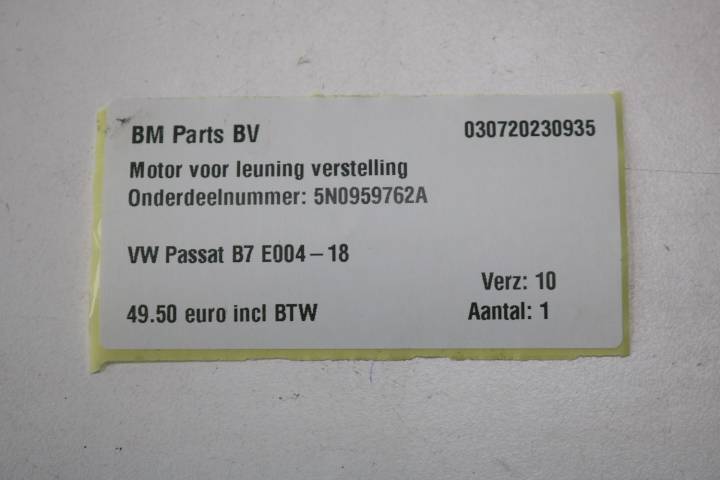 BM Parts BV 030720230935
Motor voor leuning verstelling
Onderdeelnummer: 5N0959762A
VW Passat B7 E004-18
Verz: 10
49.50 euro incl BTW Aantal: 1